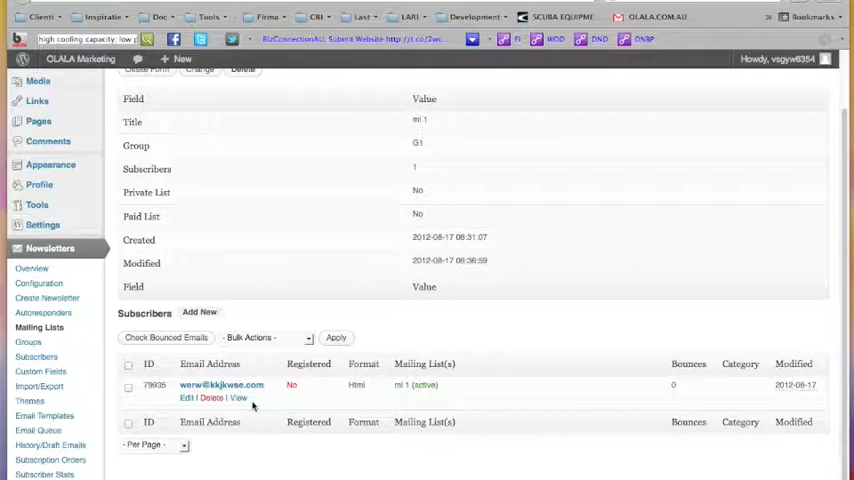 Clienti Inspiratie Doc Tools Firma CRI Last LARI Development SCUBA EQUIPME... OLALA.COM.AU » Bookmarks
high cooling capacity; low p BizConnectionAU: Submit Website http://t.co/2wc... FI WOD DND DNBP
OLALA Marketing + New Howdy, vsgyw6354
Offsite Form Change Delete
Media
Links
Pages
Comments
Appearance
Profile
Tools
Settings
Newsletters
Overview
Configuration
Create Newsletter
Autoresponders
Mailing Lists
Groups
Subscribers
Custom Fields
Import/Export
Themes
Email Templates
Email Queue
History/Draft Emails
Subscription Orders
Subscriber Stats
Field Value
Title ml 1
Group G1
Subscribers 1
Private List No
Paid List No
Created 2012-08-17 08:31:07
Modified 2012-08-17 08:36:59
Field Value
Subscribers Add New
Check Bounced Emails - Bulk Actions - Apply
ID Email Address Registered Format Mailing List(s) Bounces Category Modified
79935 werw@kkjkwse.com No Html ml 1 (active) 0 2012-08-17
Edit | Delete | View
ID Email Address Registered Format Mailing List(s) Bounces Category Modified
- Per Page -